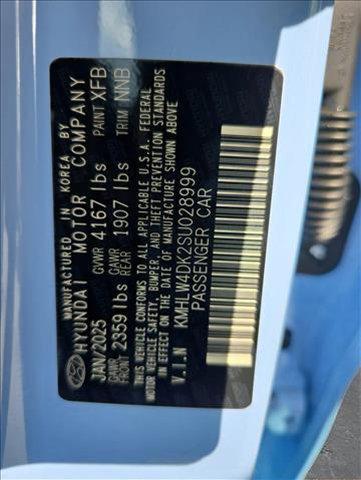 MANUFACTURED IN KOREA BY
HYUNDAI MOTOR COMPANY
JAN/2025 GVWR 4167 lbs PAINT XFB
GAWR FRONT 2359 lbs GAWR REAR 1907 lbs TRIM NNB
THIS VEHICLE CONFORMS TO ALL APPLICABLE U.S.A. FEDERAL
MOTOR VEHICLE SAFETY, BUMPER AND THEFT PREVENTION STANDARDS
IN EFFECT ON THE DATE OF MANUFACTURE SHOWN ABOVE
V.I.N KMHLW4DK2SU028999
PASSENGER CAR